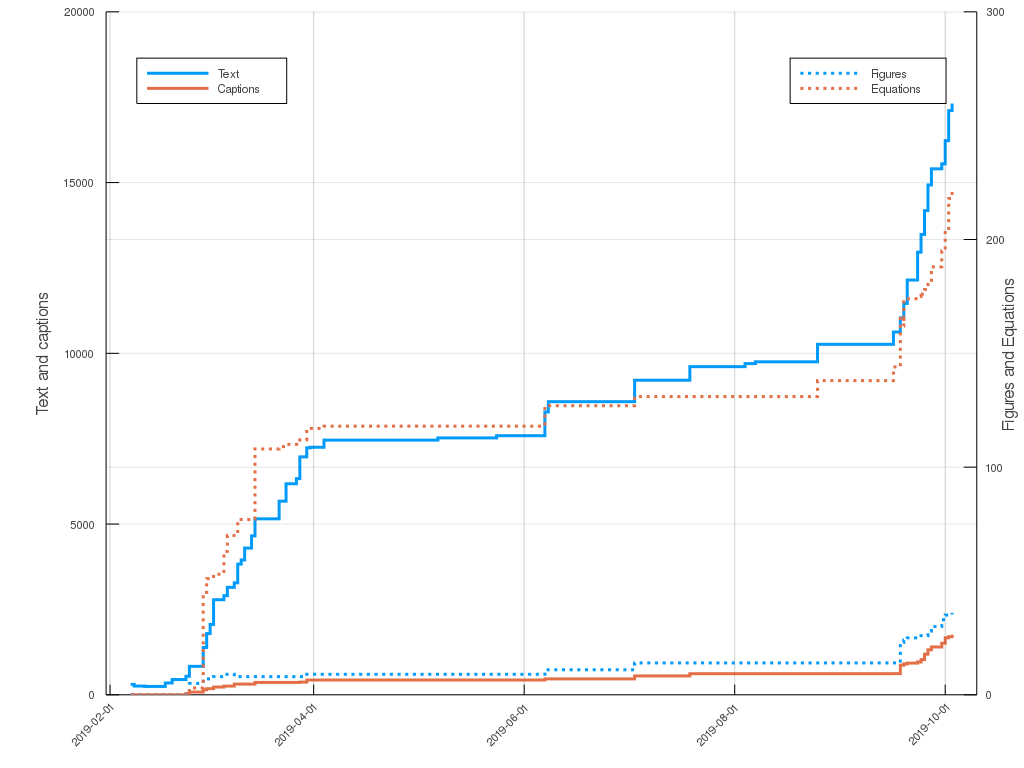 20000
15000
10000
5000
0
300
200
100
0
Text and captions
Figures and Equations
Text
Captions
Figures
Equations
2019-02-01
2019-04-01
2019-06-01
2019-08-01
2019-10-01